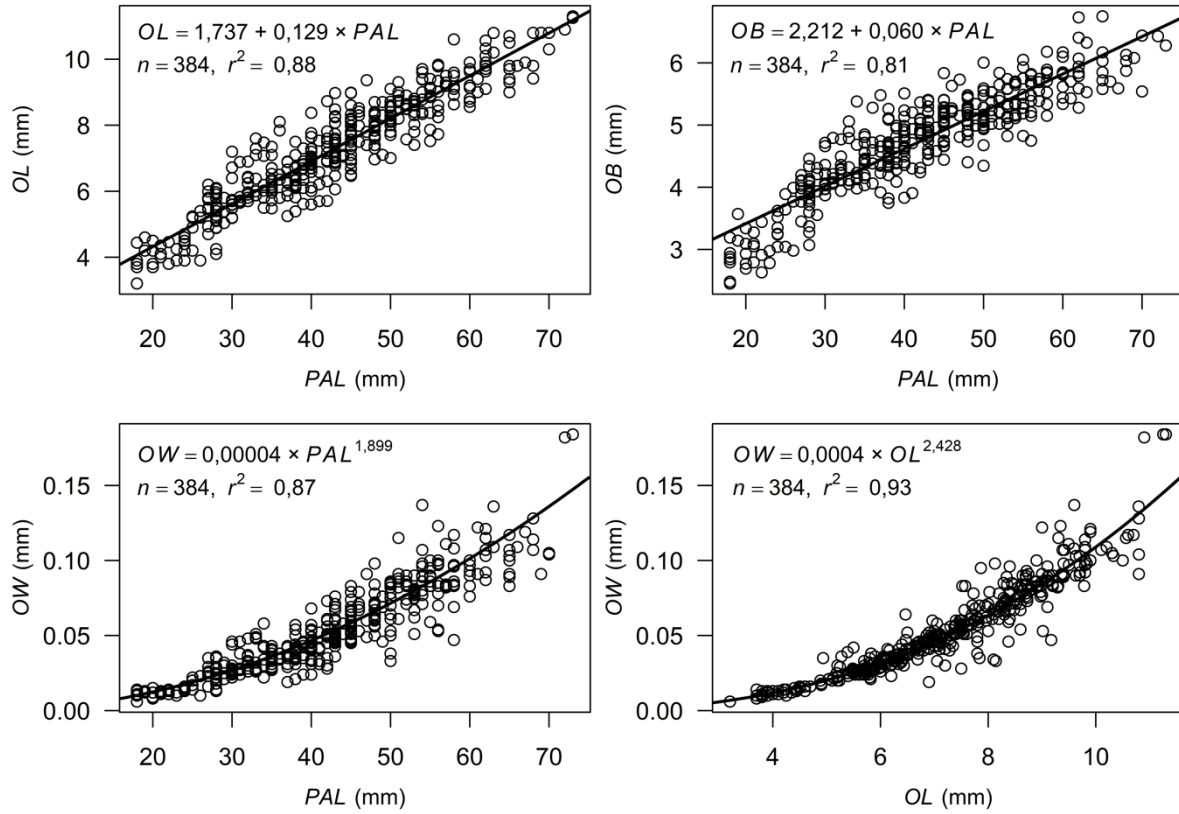 OL = 1,737 + 0,129 × PAL
n = 384, r² = 0,88
10
8
6
4
OL (mm)
20 30 40 50 60 70
PAL (mm)
OB = 2,212 + 0,060 × PAL
n = 384, r² = 0,81
6
5
4
3
OB (mm)
20 30 40 50 60 70
PAL (mm)
OW = 0,00004 × PAL^1,899
n = 384, r² = 0,87
0.15
0.10
0.05
0.00
OW (mm)
20 30 40 50 60 70
PAL (mm)
OW = 0,0004 × OL^2,428
n = 384, r² = 0,93
0.15
0.10
0.05
0.00
OW (mm)
4 6 8 10
OL (mm)